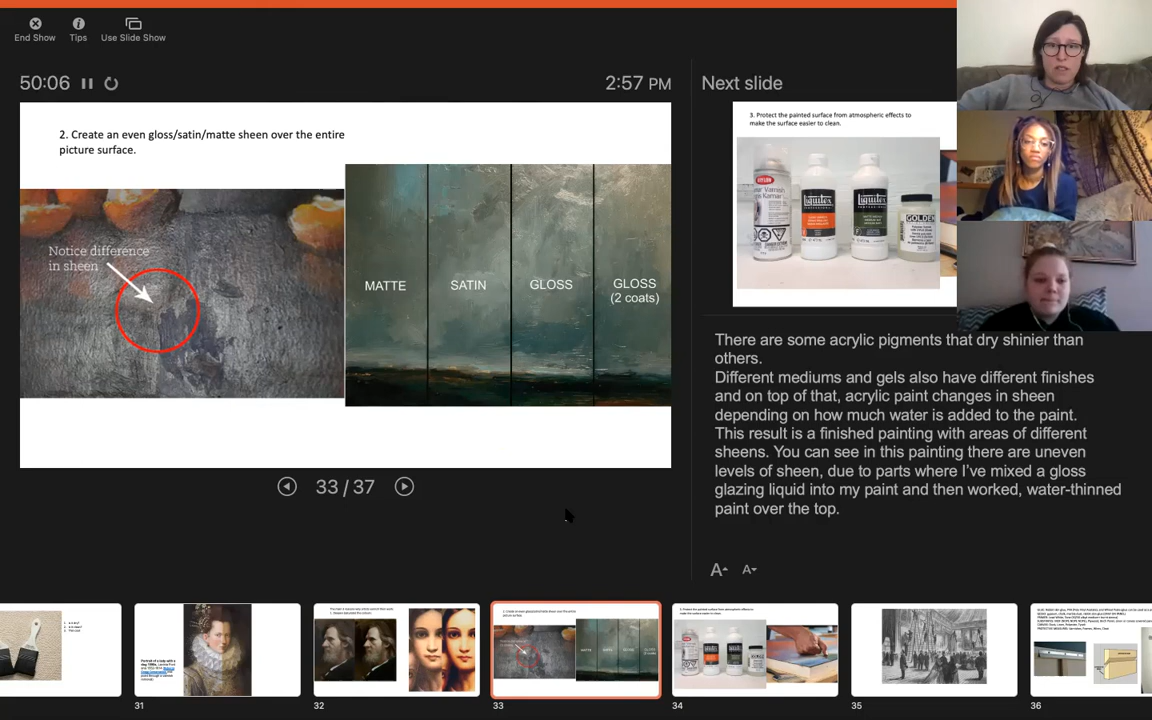 End Show
Tips
Use Slide Show
50:06
2:57 PM
Next slide
2. Create an even gloss/satin/matte sheen over the entire
picture surface.
Notice difference
in sheen
MATTE
SATIN
GLOSS
GLOSS
(2 coats)
3. Protect the painted surface from atmospheric effects to
make the surface easier to clean.
KRYLON
Varnish
Kamar
Liquitex
Liquitex
GOLDEN
There are some acrylic pigments that dry shinier than
others.
Different mediums and gels also have different finishes
and on top of that, acrylic paint changes in sheen
depending on how much water is added to the paint.
This result is a finished painting with areas of different
sheens. You can see in this painting there are uneven
levels of sheen, due to parts where I've mixed a gloss
glazing liquid into my paint and then worked, water-thinned
paint over the top.
33 / 37
A
A
31
32
33
34
35
36